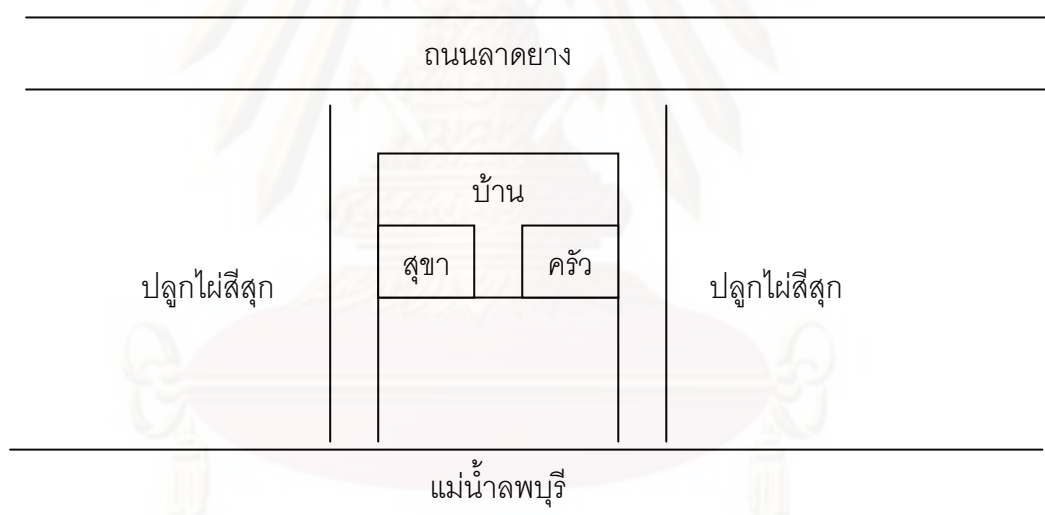 ถนนลาดยาง
บ้าน
สุขา ครัว
ปลูกไผ่สีสุก ปลูกไผ่สีสุก
แม่น้ำลพบุรี